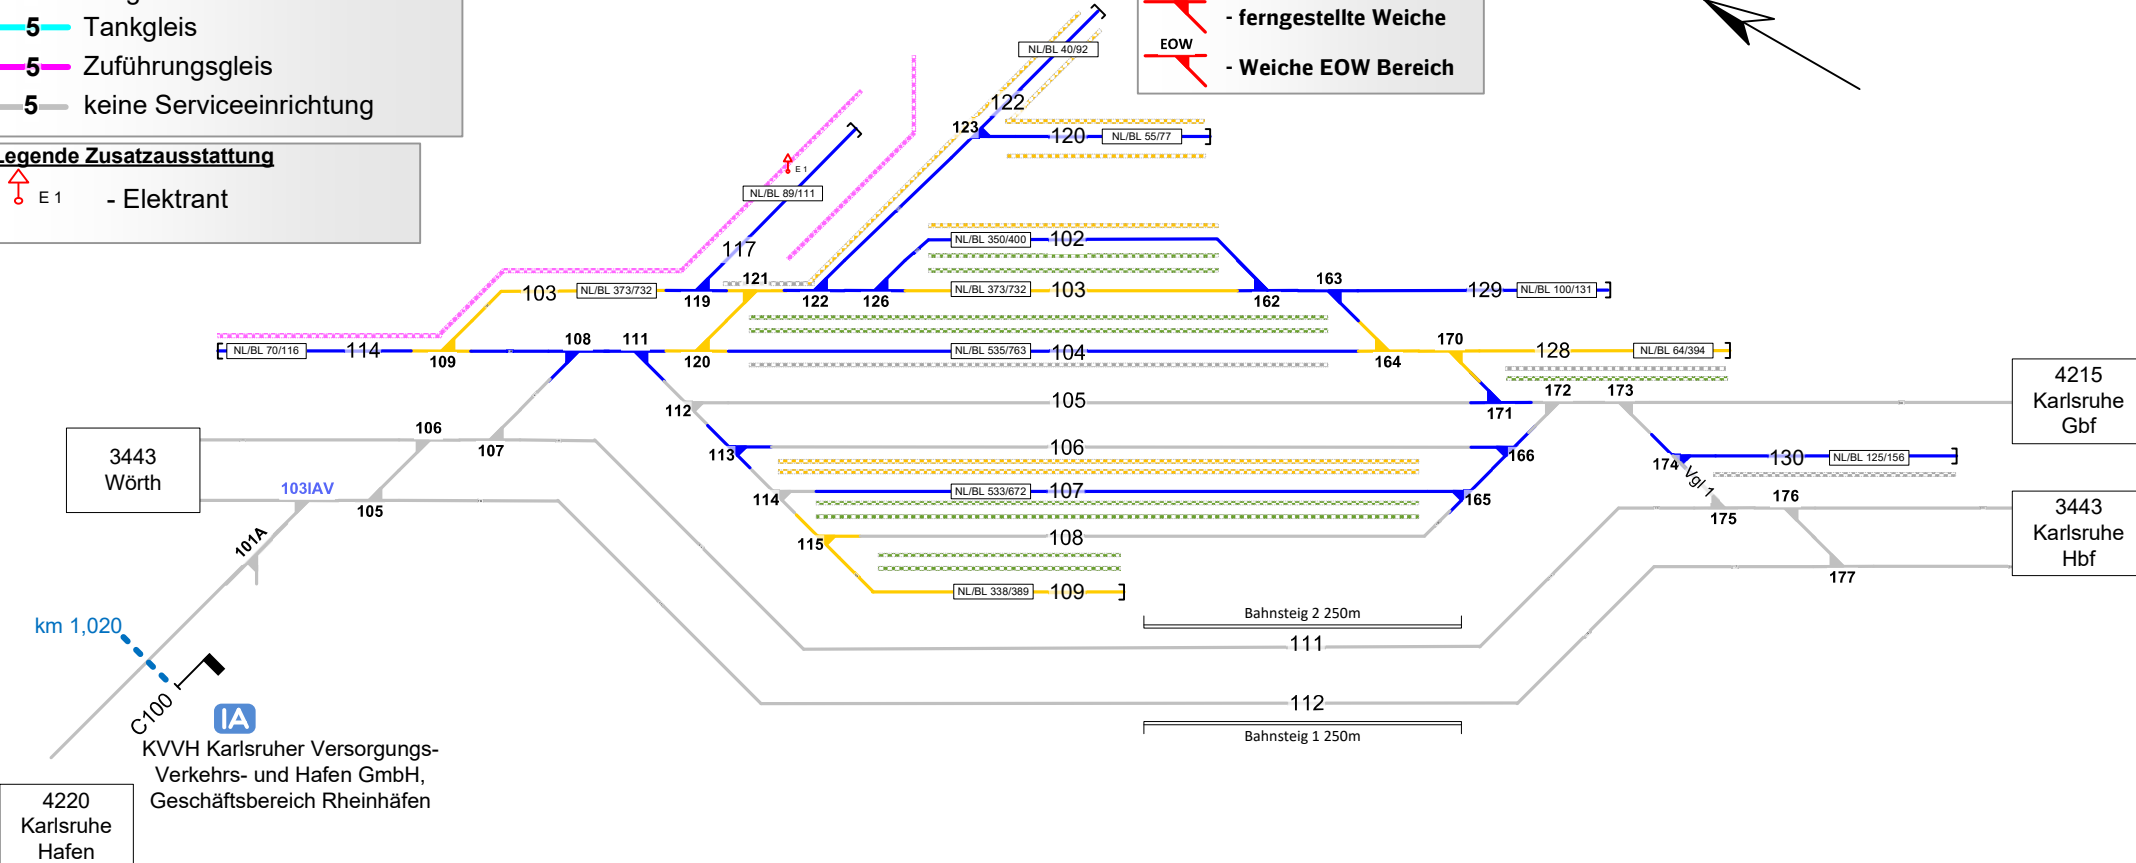 5 Tankgleis
5 Zuführungsgleis
5 keine Serviceeinrichtung
Legende Zusatzausstattung
E 1 - Elektrant
- ferngestellte Weiche
EOW
- Weiche EOW Bereich
NL/BL 40/92
122
123
120
NL/BL 55/77
E 1
NL/BL 89/111
117
NL/BL 350/400
102
121
163
103
NL/BL 373/732
NL/BL 373/732
103
129
NL/BL 100/131
119
122
126
162
108
111
170
NL/BL 70/116
114
NL/BL 535/763
104
128
NL/BL 64/394
109
120
164
172
173
4215
Karlsruhe
Gbf
105
112
171
106
3443
Wörth
107
113
106
166
174
130
NL/BL 125/156
Vgl 1
103IAV
105
114
NL/BL 533/672
107
165
176
175
3443
Karlsruhe
Hbf
101A
115
108
177
NL/BL 338/389
109
Bahnsteig 2 250m
km 1,020
111
C100
112
IA
Bahnsteig 1 250m
KVVH Karlsruher Versorgungs-
Verkehrs- und Hafen GmbH,
Geschäftsbereich Rheinhäfen
4220
Karlsruhe
Hafen